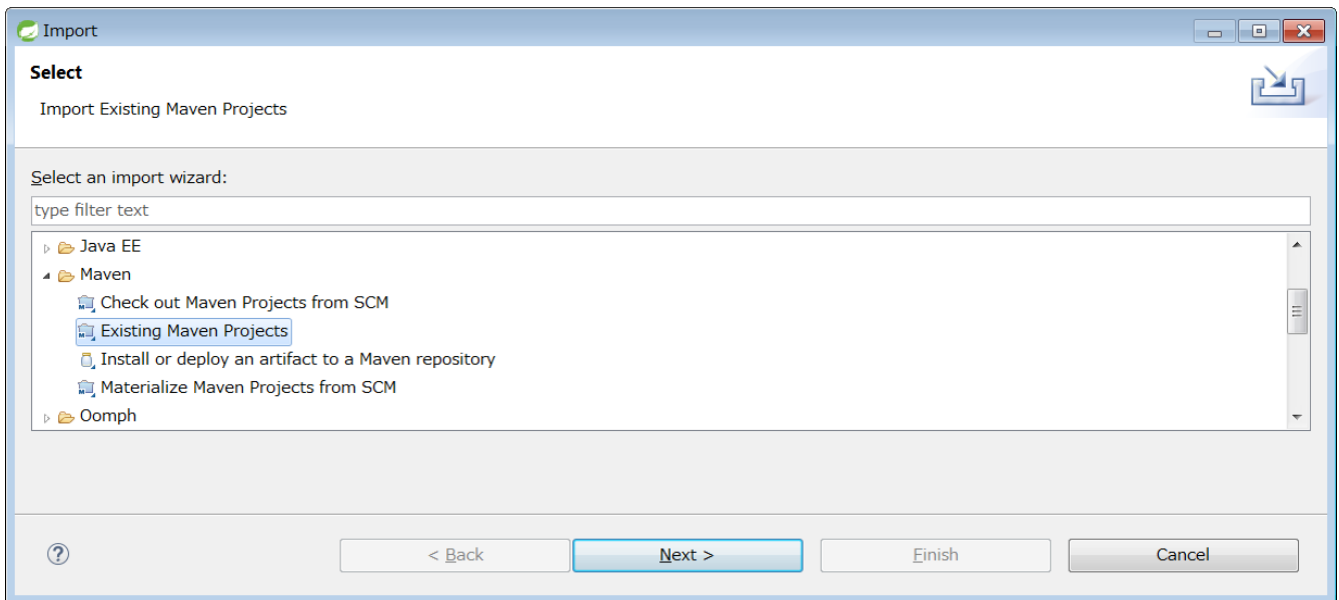 Import
Select
Import Existing Maven Projects
Select an import wizard:
type filter text
Java EE
Maven
Check out Maven Projects from SCM
Existing Maven Projects
Install or deploy an artifact to a Maven repository
Materialize Maven Projects from SCM
Oomph
< Back Next > Finish Cancel